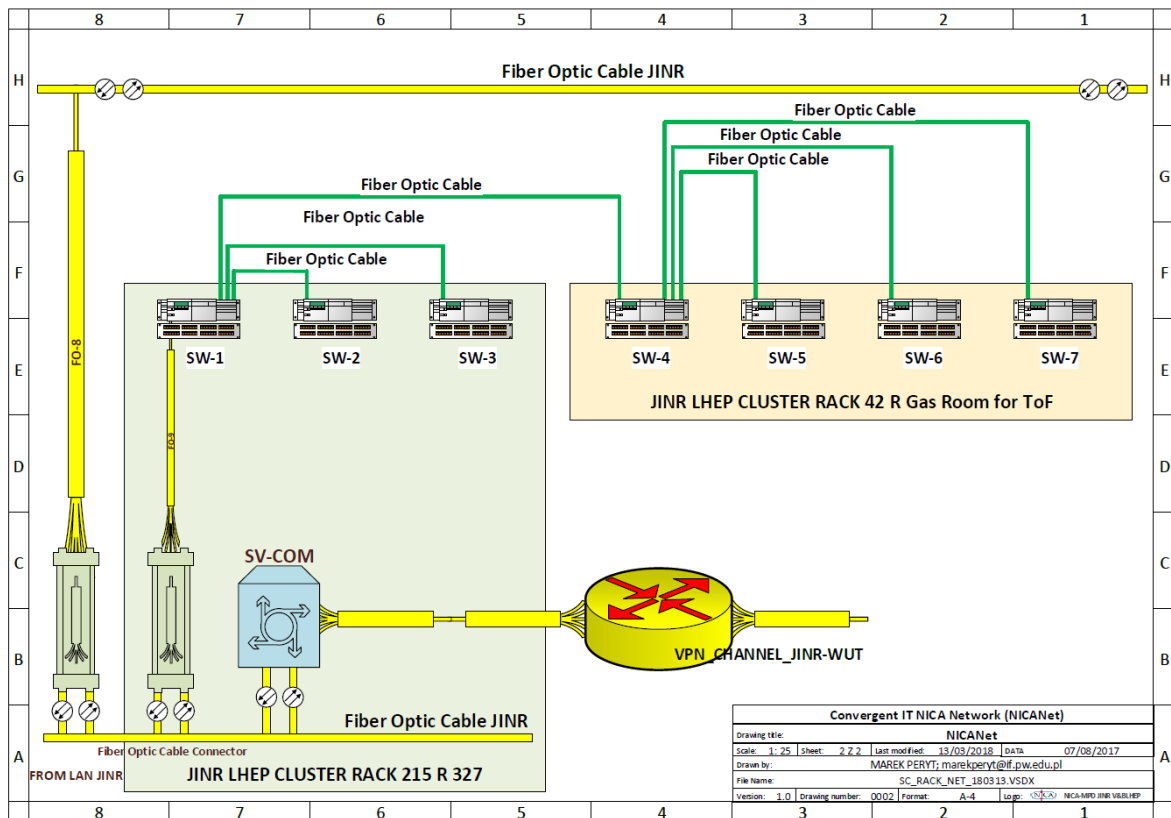 8 7 6 5 4 3 2 1
H H
Fiber Optic Cable JINR
Fiber Optic Cable
Fiber Optic Cable
G G
Fiber Optic Cable
Fiber Optic Cable
Fiber Optic Cable
F F
Fiber Optic Cable
FO-8
SW-1 SW-2 SW-3 SW-4 SW-5 SW-6 SW-7
E E
JINR LHEP CLUSTER RACK 42 R Gas Room for ToF
FO-9
D D
SV-COM
C C
VPN_CHANNEL_JINR-WUT
B B
Fiber Optic Cable JINR
Fiber Optic Cable Connector
A A
FROM LAN JINR
JINR LHEP CLUSTER RACK 215 R 327
Convergent IT NICA Network (NICANet)
Drawing title: NICANet
Scale: 1: 25 Sheet: 2 Z 2 Last modified: 13/03/2018 DATA 07/08/2017
Drawn by: MAREK PERYT; marekperyt@if.pw.edu.pl
File Name: SC_RACK_NET_180313.VSDX
Version: 1.0 Drawing number: 0002 Format: A-4 Logo: NICA NICA-MPD JINR V&BLHEP
8 7 6 5 4 3 2 1